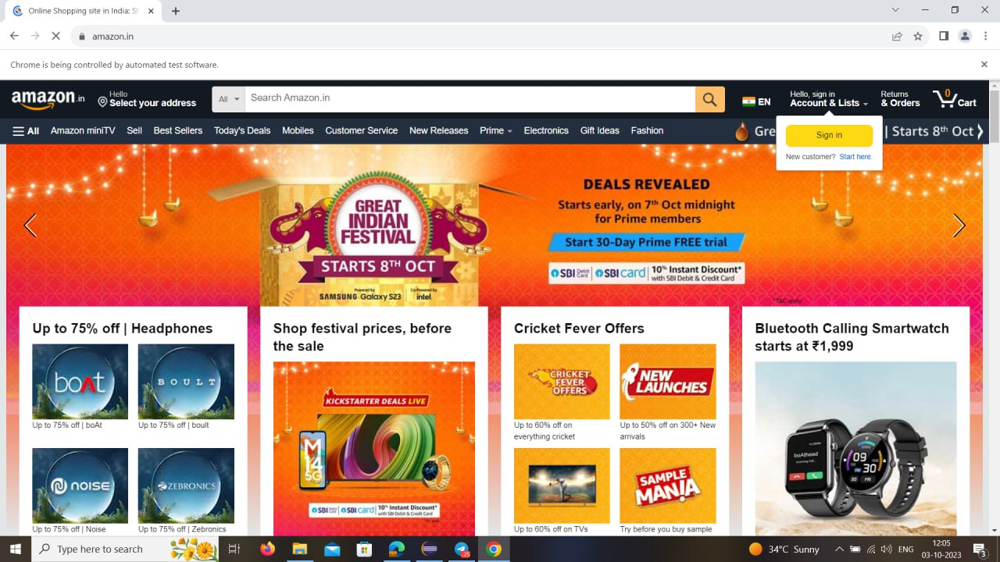 Online Shopping site in India: Sh
amazon.in
Chrome is being controlled by automated test software.
amazon.in
Hello
Select your address
All
Search Amazon.in
EN
Hello, sign in
Account & Lists
Returns
& Orders
0
Cart
All
Amazon miniTV
Sell
Best Sellers
Today's Deals
Mobiles
Customer Service
New Releases
Prime
Electronics
Gift Ideas
Fashion
Gre
| Starts 8th Oct
Sign in
New customer? Start here.
GREAT
INDIAN
FESTIVAL
STARTS 8TH OCT
Powered by
SAMSUNG Galaxy S23
Co-Powered by
intel
DEALS REVEALED
Starts early, on 7th Oct midnight
for Prime members
Start 30-Day Prime FREE trial
SBI Debit Card | SBI card | 10% Instant Discount*
with SBI Debit & Credit Card
*T&C apply
Up to 75% off | Headphones
boAt
BOULT
Up to 75% off | boAt
Up to 75% off | boult
noise
ZEBRONICS
Up to 75% off | Noise
Up to 75% off | Zebronics
Shop festival prices, before
the sale
KICKSTARTER DEALS LIVE
M
14
5G
SBI Debit Card | SBI card | 10% Instant Discount*
with SBI Debit & Credit Card
Cricket Fever Offers
CRICKET
FEVER
OFFERS
NEW
LAUNCHES
Up to 60% off on
everything cricket
Up to 50% off on 300+ New
arrivals
SAMPLE
MANIA
Up to 60% off on TVs
Try before you buy sample
Bluetooth Calling Smartwatch
starts at ₹1,999
boAthead
Incoming Call...
09
30
20 FRI
Type here to search
25
34°C Sunny
ENG
12:05
03-10-2023
3